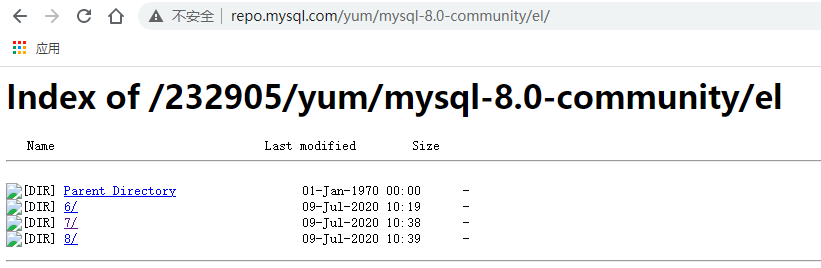 不安全 | repo.mysql.com/yum/mysql-8.0-community/el/
应用
Index of /232905/yum/mysql-8.0-community/el
Name Last modified Size
[DIR] Parent Directory 01-Jan-1970 00:00 -
[DIR] 6/ 09-Jul-2020 10:19 -
[DIR] 7/ 09-Jul-2020 10:38 -
[DIR] 8/ 09-Jul-2020 10:39 -